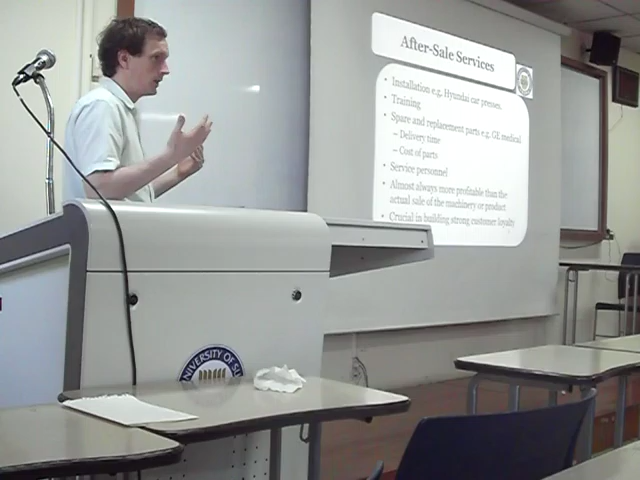 After-Sale Services
• Installation e.g, Hyundai car presses.
• Training
• Spare and replacement parts e.g. GE medical
– Delivery time
– Cost of parts
• Service personnel
• Almost always more profitable than the
actual sale of the machinery or product
• Crucial in building strong customer loyalty
UNIVERSITY OF